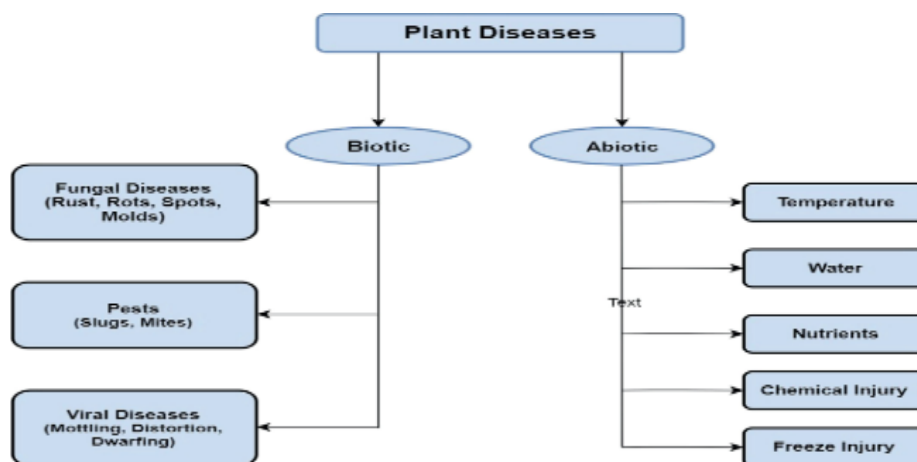 Plant Diseases
Biotic
Abiotic
Fungal Diseases
(Rust, Rots, Spots,
Molds)
Pests
(Slugs, Mites)
Viral Diseases
(Mottling, Distortion,
Dwarfing)
Temperature
Water
Text
Nutrients
Chemical Injury
Freeze Injury